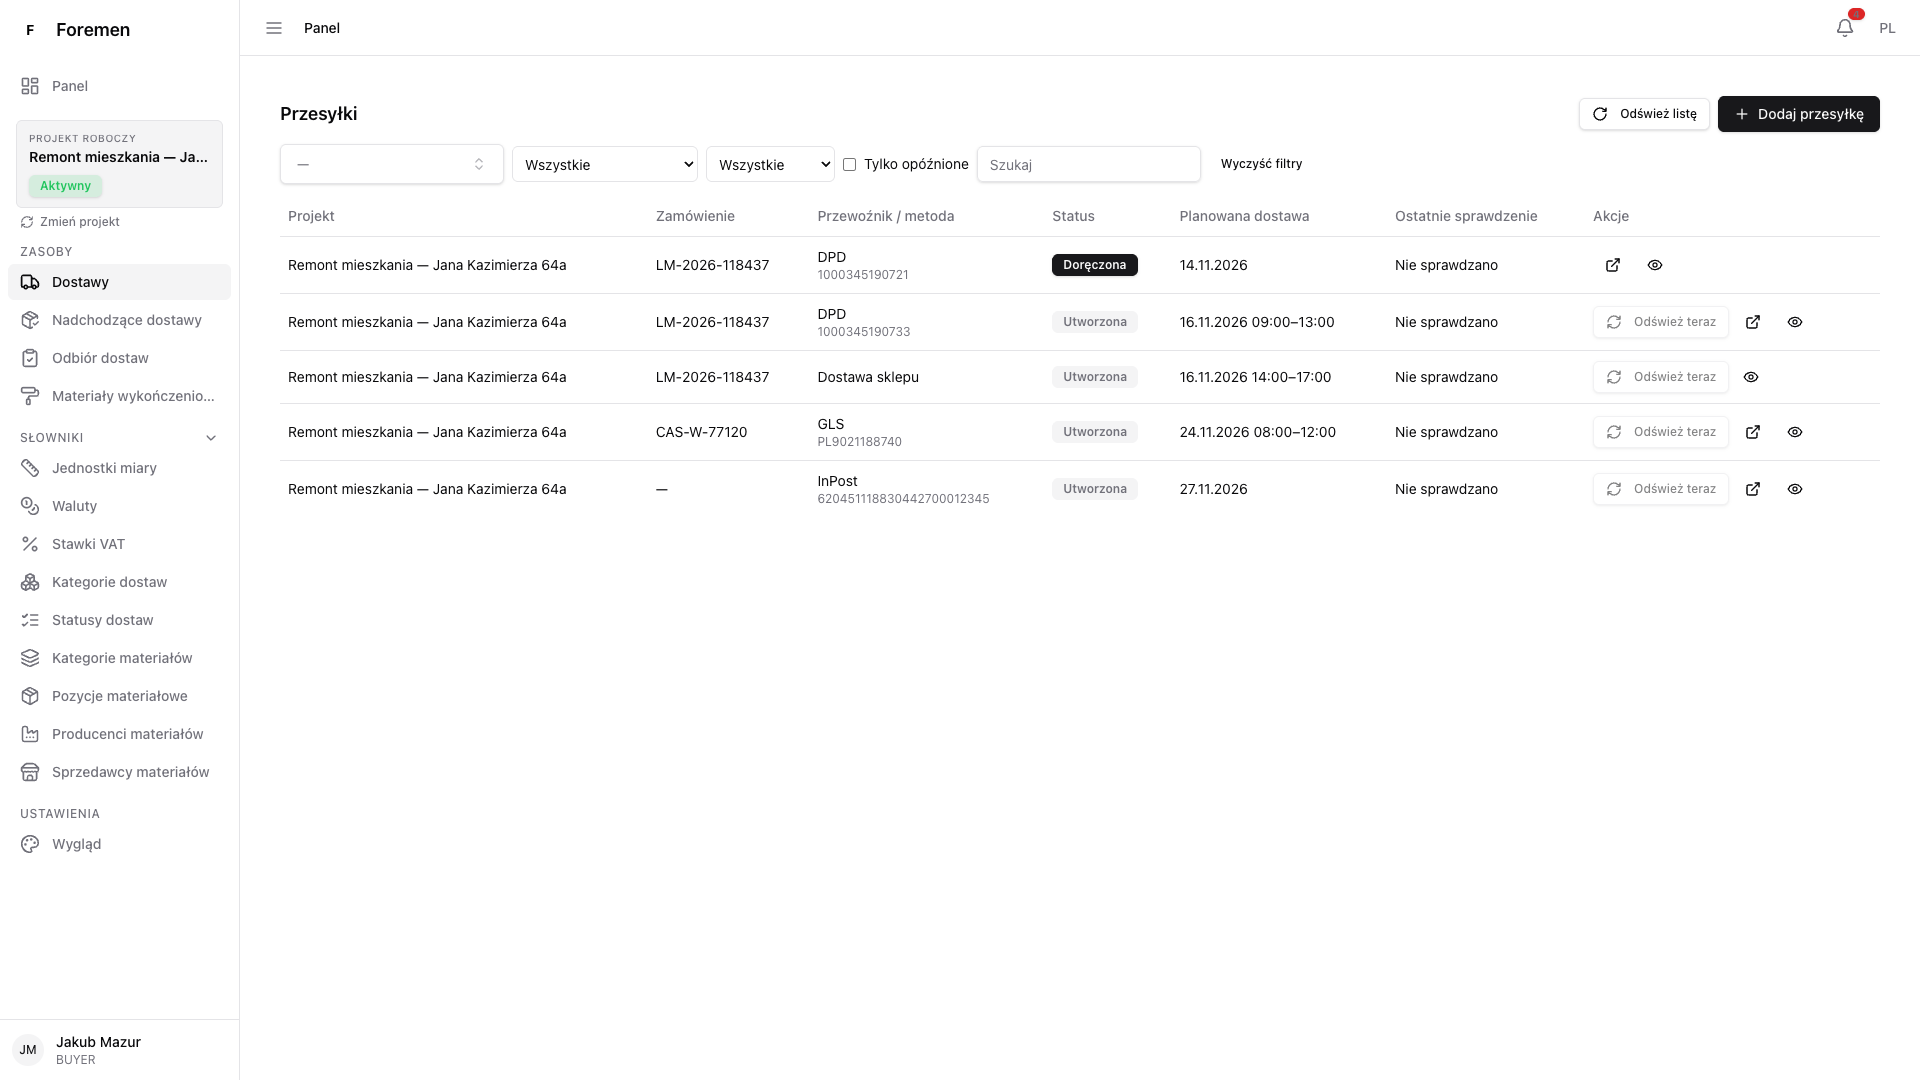 F Foremen
Panel
PL
Panel
PROJEKT ROBOCZY
Remont mieszkania — Ja...
Aktywny
Zmień projekt
ZASOBY
Dostawy
Nadchodzące dostawy
Odbiór dostaw
Materiały wykończenio...
SŁOWNIKI
Jednostki miary
Waluty
Stawki VAT
Kategorie dostaw
Statusy dostaw
Kategorie materiałów
Pozycje materiałowe
Producenci materiałów
Sprzedawcy materiałów
USTAWIENIA
Wygląd
JM
Jakub Mazur
BUYER
Przesyłki
Odśwież listę
Dodaj przesyłkę
— Wszystkie Wszystkie Tylko opóźnione Szukaj Wyczyść filtry
Projekt Zamówienie Przewoźnik / metoda Status Planowana dostawa Ostatnie sprawdzenie Akcje
Remont mieszkania — Jana Kazimierza 64a LM-2026-118437 DPD Doręczona 14.11.2026 Nie sprawdzano
1000345190721
Remont mieszkania — Jana Kazimierza 64a LM-2026-118437 DPD Utworzona 16.11.2026 09:00–13:00 Nie sprawdzano Odśwież teraz
1000345190733
Remont mieszkania — Jana Kazimierza 64a LM-2026-118437 Dostawa sklepu Utworzona 16.11.2026 14:00–17:00 Nie sprawdzano Odśwież teraz
Remont mieszkania — Jana Kazimierza 64a CAS-W-77120 GLS Utworzona 24.11.2026 08:00–12:00 Nie sprawdzano Odśwież teraz
PL9021188740
Remont mieszkania — Jana Kazimierza 64a — InPost Utworzona 27.11.2026 Nie sprawdzano Odśwież teraz
620451118830442700012345